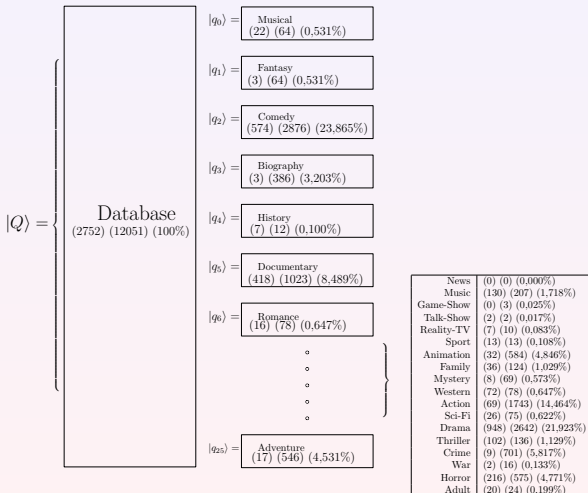 |Q⟩ =
Database
(2752) (12051) (100%)
|q₀⟩ =
Musical
(22) (64) (0,531%)
|q₁⟩ =
Fantasy
(3) (64) (0,531%)
|q₂⟩ =
Comedy
(574) (2876) (23,865%)
|q₃⟩ =
Biography
(3) (386) (3,203%)
|q₄⟩ =
History
(7) (12) (0,100%)
|q₅⟩ =
Documentary
(418) (1023) (8,489%)
|q₆⟩ =
Romance
(16) (78) (0,647%)
|q₂₅⟩ =
Adventure
(17) (546) (4,531%)
News (0) (0) (0,000%)
Music (130) (207) (1,718%)
Game-Show (0) (3) (0,025%)
Talk-Show (2) (2) (0,017%)
Reality-TV (7) (10) (0,083%)
Sport (13) (13) (0,108%)
Animation (32) (584) (4,846%)
Family (36) (124) (1,029%)
Mystery (8) (69) (0,573%)
Western (72) (78) (0,647%)
Action (69) (1743) (14,464%)
Sci-Fi (26) (75) (0,622%)
Drama (948) (2642) (21,923%)
Thriller (102) (136) (1,129%)
Crime (9) (701) (5,817%)
War (2) (16) (0,133%)
Horror (216) (575) (4,771%)
Adult (20) (24) (0,199%)